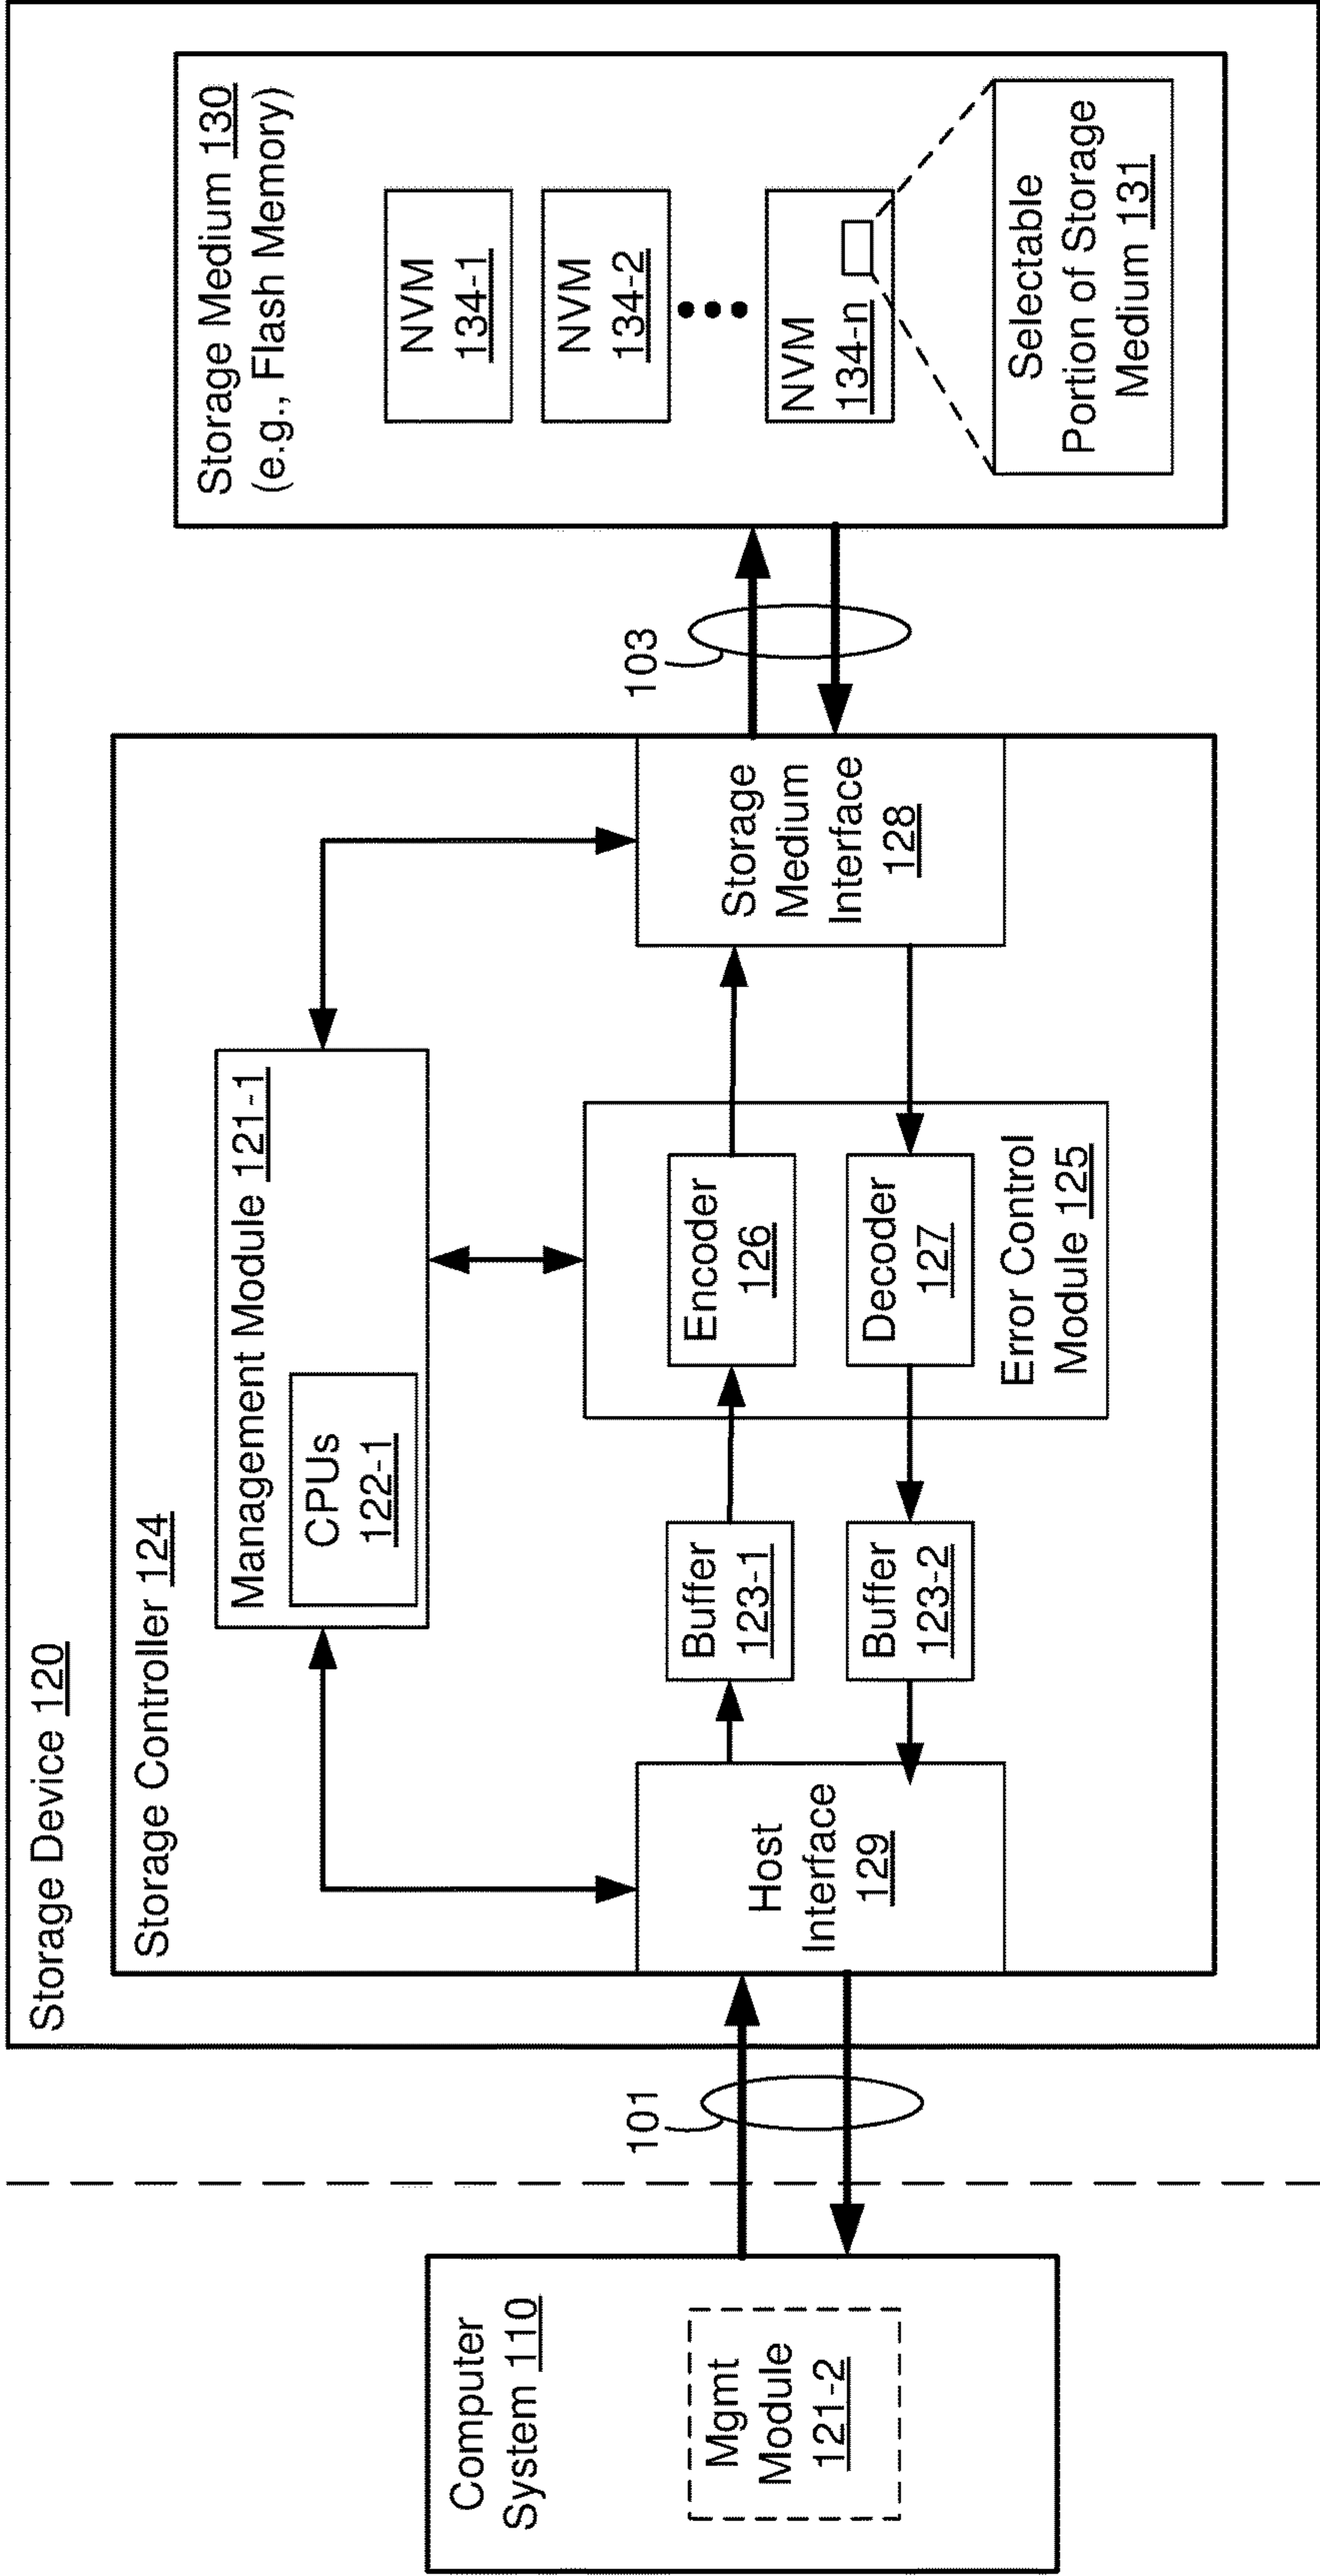 Storage Device 120
Storage Controller 124
Management Module 121-1
CPUs
122-1
Computer
System 110
Mgmt
Module
121-2
101
Host
Interface
129
Buffer
123-1
Buffer
123-2
Encoder
126
Decoder
127
Error Control
Module 125
Storage
Medium
Interface
128
103
Storage Medium 130
(e.g., Flash Memory)
NVM
134-1
NVM
134-2
NVM
134-n
Selectable
Portion of Storage
Medium 131